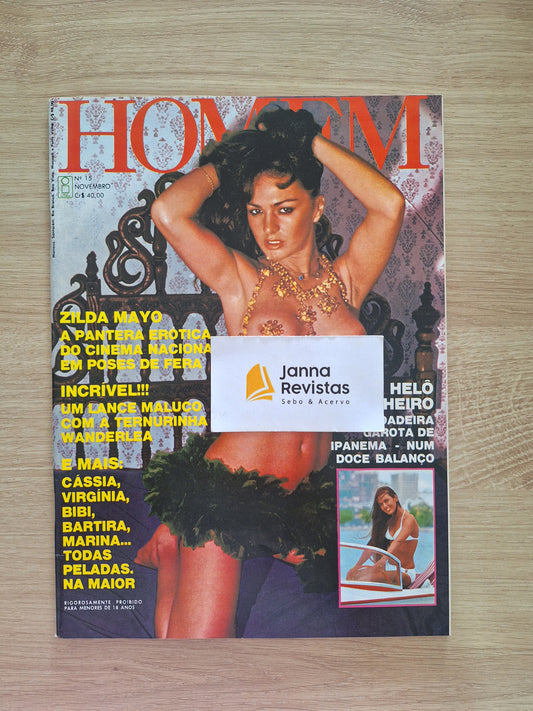 HOMEM
Nº 15
NOVEMBRO
Cr$ 40,00
ZILDA MAYO
A PANTERA ERÓTICA
DO CINEMA NACIONA
EM POSES DE FERA
INCRÍVEL!!!
UM LANCE MALUCO
COM A TERNURINHA
WANDERLEA
E MAIS:
CÁSSIA,
VIRGÍNIA,
BIBI,
BARTIRA,
MARINA...
TODAS
PELADAS.
NA MAIOR
RIGOROSAMENTE PROIBIDO
PARA MENORES DE 18 ANOS
Janna
Revistas
Sebo & Acervo
HELÔ
HEIRO
DADEIRA
GAROTA DE
IPANEMA - NUM
DOCE BALANÇO